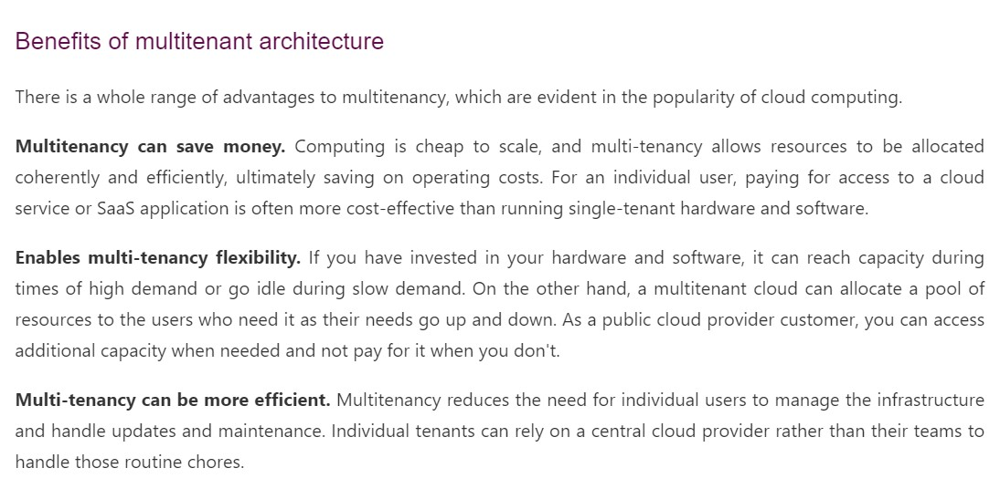 Benefits of multitenant architecture
There is a whole range of advantages to multitenancy, which are evident in the popularity of cloud computing.
Multitenancy can save money. Computing is cheap to scale, and multi-tenancy allows resources to be allocated
coherently and efficiently, ultimately saving on operating costs. For an individual user, paying for access to a cloud
service or SaaS application is often more cost-effective than running single-tenant hardware and software.
Enables multi-tenancy flexibility. If you have invested in your hardware and software, it can reach capacity during
times of high demand or go idle during slow demand. On the other hand, a multitenant cloud can allocate a pool of
resources to the users who need it as their needs go up and down. As a public cloud provider customer, you can access
additional capacity when needed and not pay for it when you don't.
Multi-tenancy can be more efficient. Multitenancy reduces the need for individual users to manage the infrastructure
and handle updates and maintenance. Individual tenants can rely on a central cloud provider rather than their teams to
handle those routine chores.